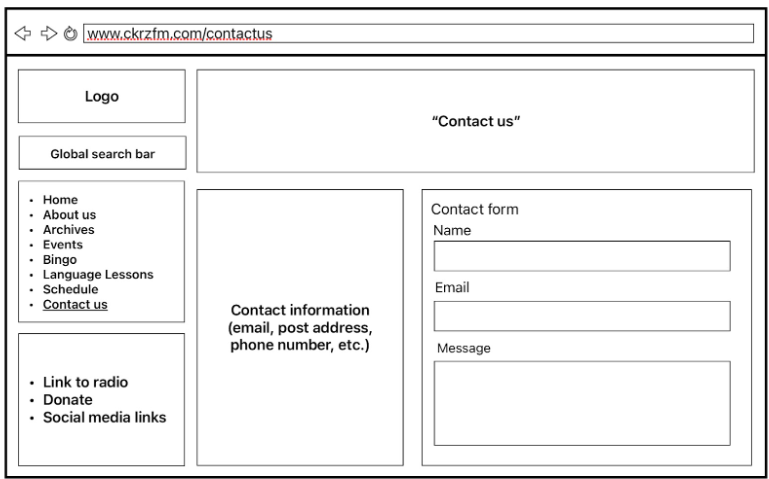 www.ckrzfm.com/contactus
Logo
Global search bar
• Home
• About us
• Archives
• Events
• Bingo
• Language Lessons
• Schedule
• Contact us
• Link to radio
• Donate
• Social media links
“Contact us”
Contact information
(email, post address,
phone number, etc.)
Contact form
Name
Email
Message